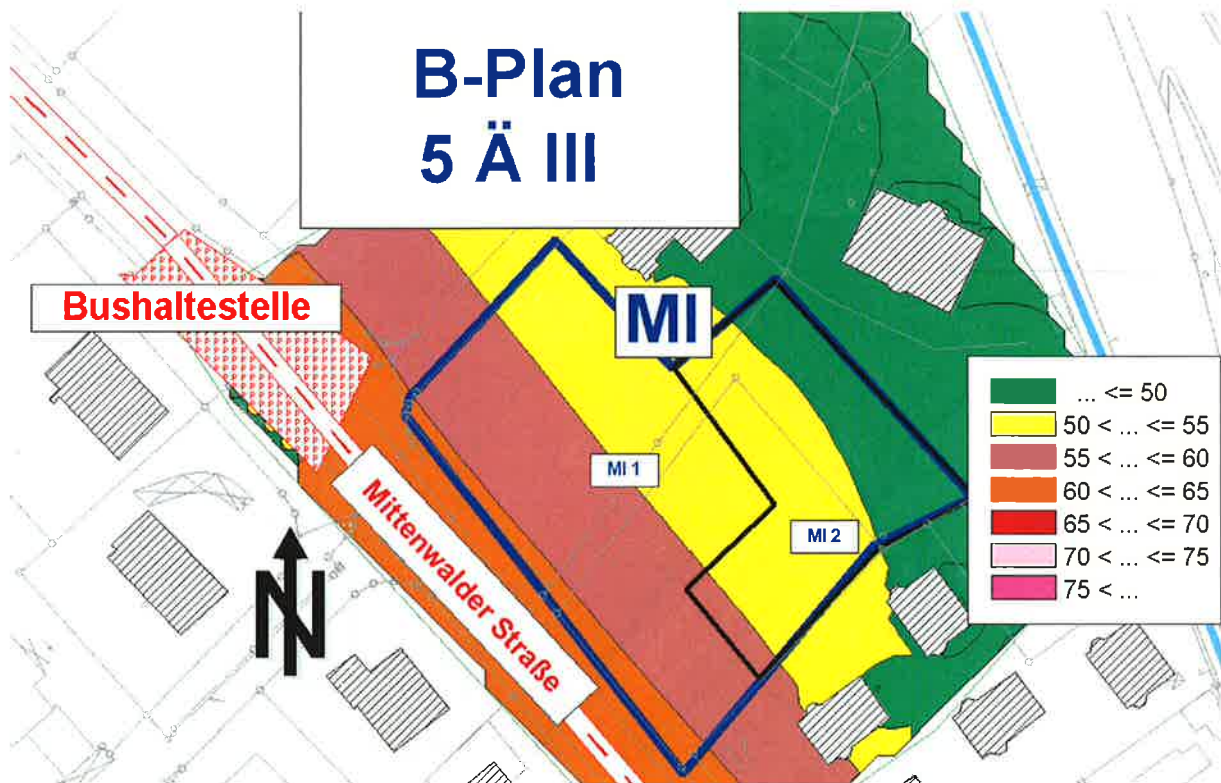 B-Plan
5 Ä III
Bushaltestelle
MI
MI 1
MI 2
Mittenwalder Straße
N
... <= 50
50 < ... <= 55
55 < ... <= 60
60 < ... <= 65
65 < ... <= 70
70 < ... <= 75
75 < ...